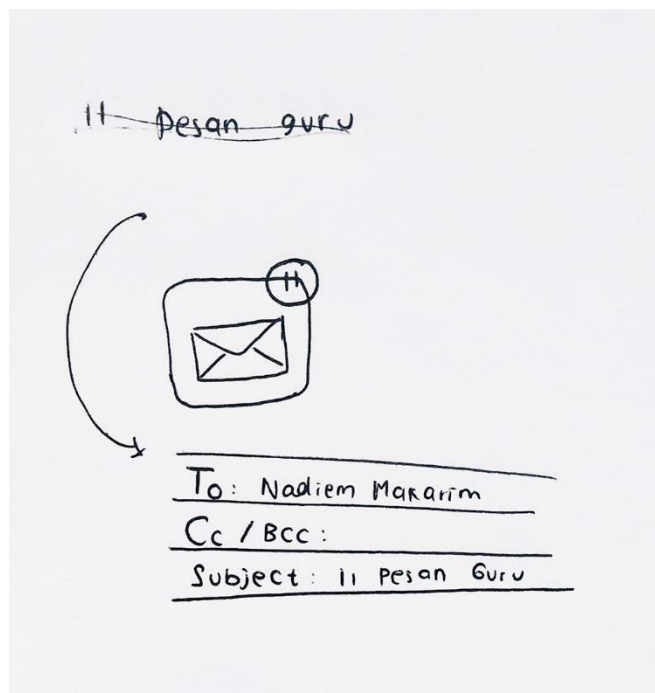 11 Pesan guru
11
To: Nadiem Makarim
Cc / BCC :
Subject : 11 Pesan Guru